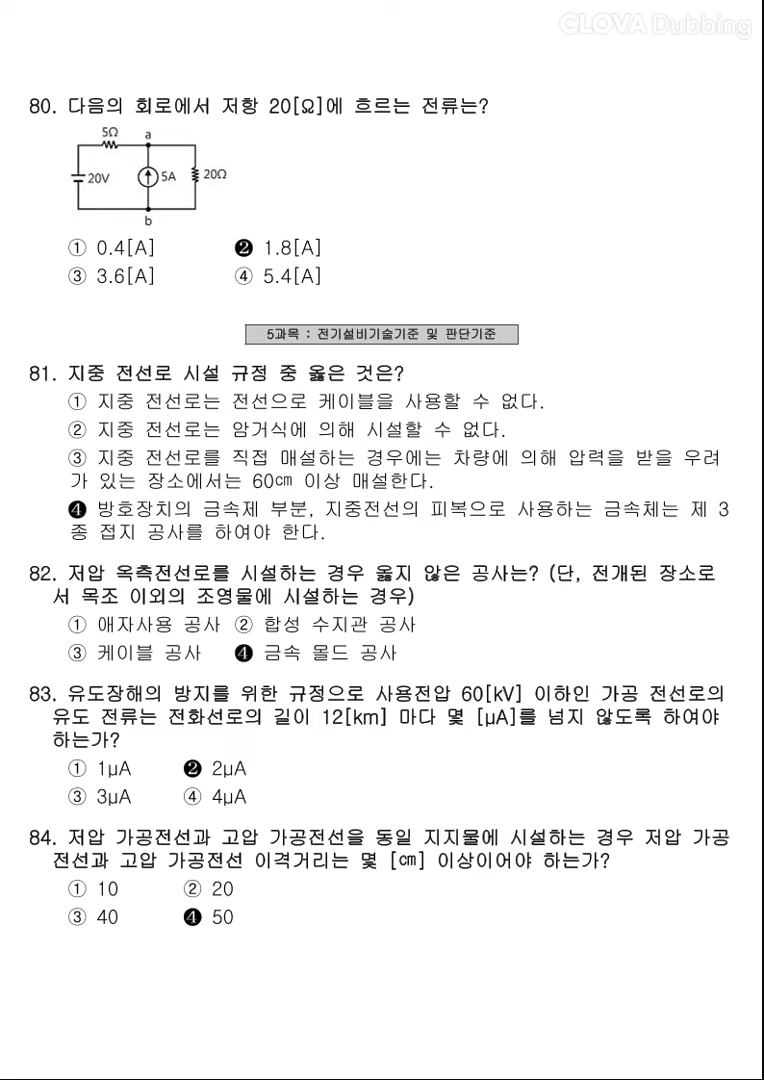 CLOVA Dubbing
80. 다음의 회로에서 저항 20[Ω]에 흐르는 전류는?
5Ω a
20V 5A 20Ω
b
① 0.4[A] ❷ 1.8[A]
③ 3.6[A] ④ 5.4[A]
5과목 : 전기설비기술기준 및 판단기준
81. 지중 전선로 시설 규정 중 옳은 것은?
① 지중 전선로는 전선으로 케이블을 사용할 수 없다.
② 지중 전선로는 암거식에 의해 시설할 수 없다.
③ 지중 전선로를 직접 매설하는 경우에는 차량에 의해 압력을 받을 우려
가 있는 장소에서는 60㎝ 이상 매설한다.
❹ 방호장치의 금속제 부분, 지중전선의 피복으로 사용하는 금속체는 제 3
종 접지 공사를 하여야 한다.
82. 저압 옥측전선로를 시설하는 경우 옳지 않은 공사는? (단, 전개된 장소로
서 목조 이외의 조영물에 시설하는 경우)
① 애자사용 공사 ② 합성 수지관 공사
③ 케이블 공사 ❹ 금속 몰드 공사
83. 유도장해의 방지를 위한 규정으로 사용전압 60[kV] 이하인 가공 전선로의
유도 전류는 전화선로의 길이 12[km] 마다 몇 [μA]를 넘지 않도록 하여야
하는가?
① 1μA ❷ 2μA
③ 3μA ④ 4μA
84. 저압 가공전선과 고압 가공전선을 동일 지지물에 시설하는 경우 저압 가공
전선과 고압 가공전선 이격거리는 몇 [㎝] 이상이어야 하는가?
① 10 ② 20
③ 40 ❹ 50